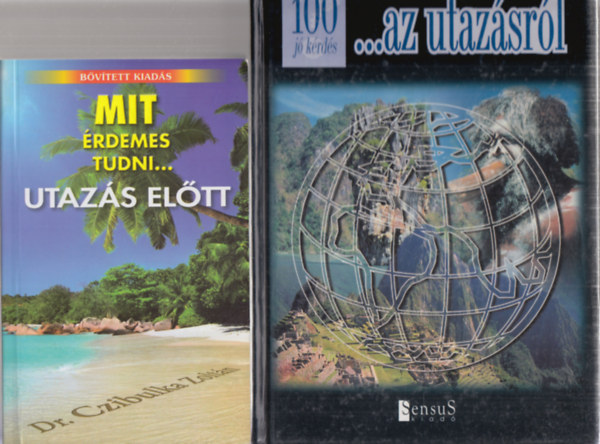 BŐVÍTETT KIADÁS
MIT
ÉRDEMES
TUDNI...
UTAZÁS ELŐTT
Dr. Czibulka Zoltán
100
jó kérdés
...az utazásról
SensuS
kiadó